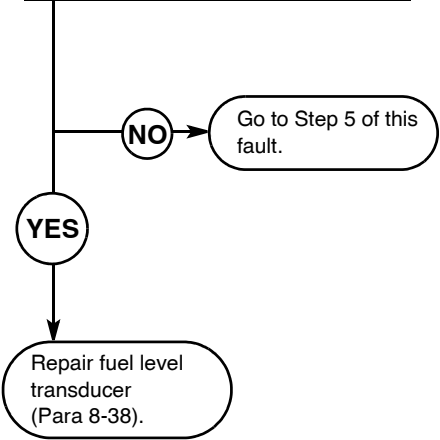 NO
Go to Step 5 of this
fault.
YES
Repair fuel level
transducer
(Para 8-38).